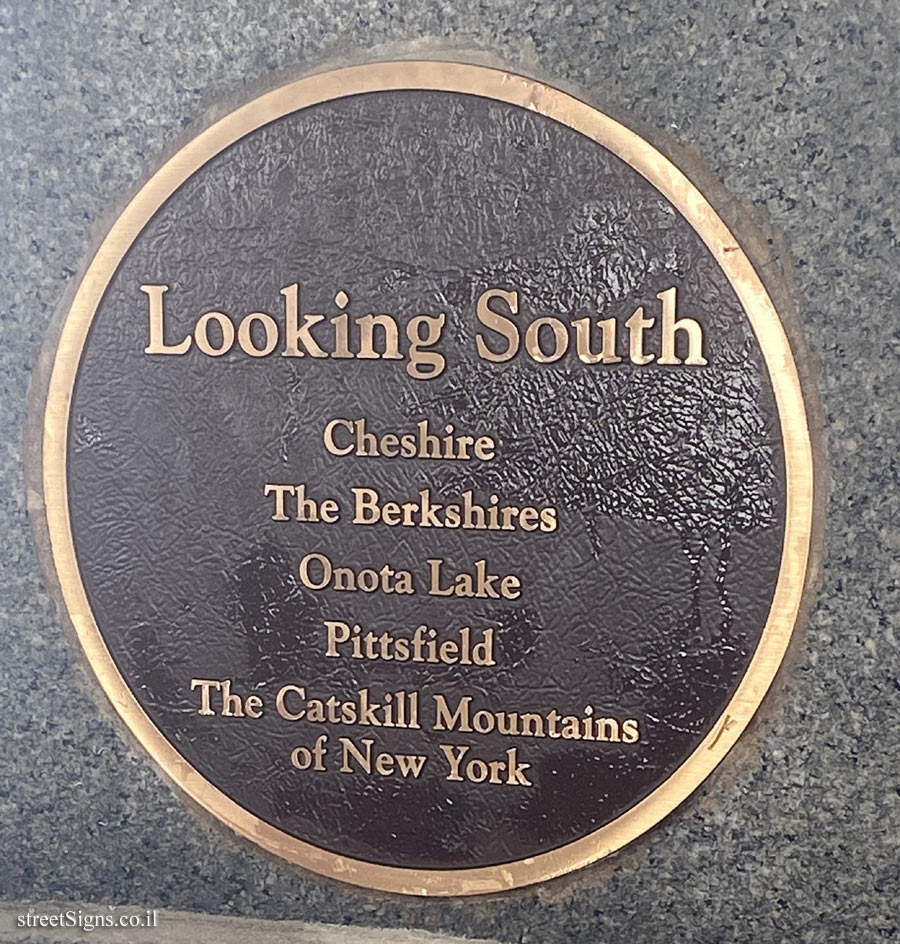 Looking South
Cheshire
The Berkshires
Onota Lake
Pittsfield
The Catskill Mountains
of New York
streetSigns.co.il